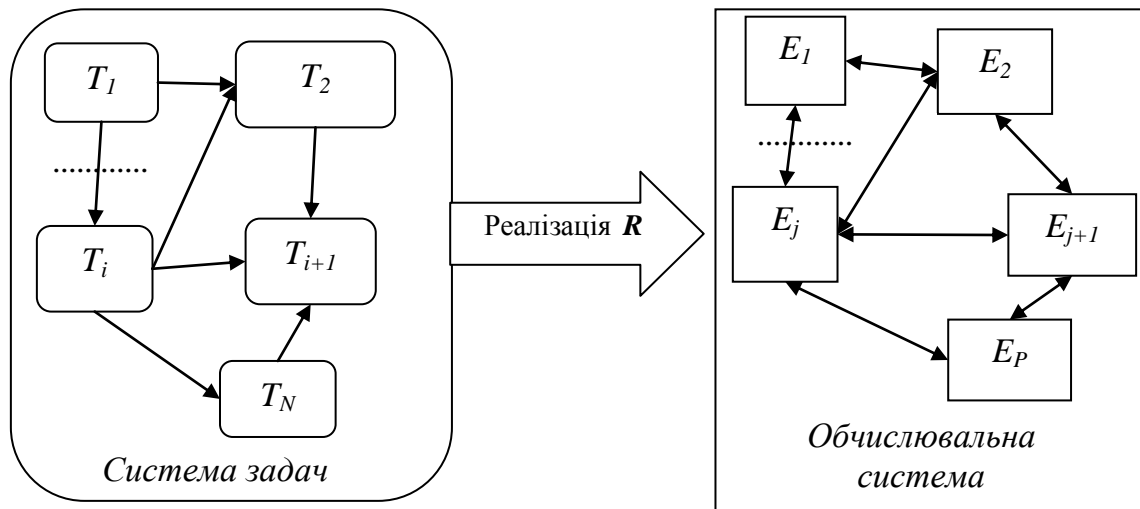 T1
T2
Ti
Ti+1
TN
Система задач
Реалізація R
E1
E2
Ej
Ej+1
EP
Обчислювальна
система